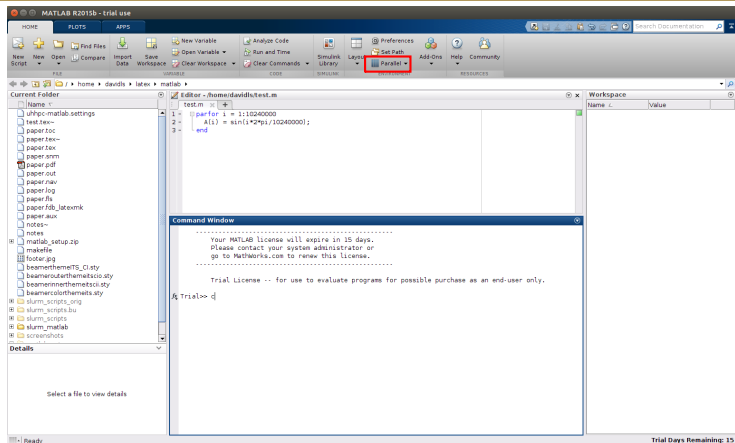 MATLAB R2015b - trial use
HOME PLOTS APPS
Search Documentation
New Script
New
Open
Find Files
Compare
Import Data
Save Workspace
New Variable
Open Variable
Clear Workspace
Analyze Code
Run and Time
Clear Commands
Simulink Library
Layout
Preferences
Set Path
Parallel
Add-Ons
Help
Community
FILE VARIABLE CODE SIMULINK ENVIRONMENT RESOURCES
/ home davidls latex matlab
Current Folder
Name
uhhpc-matlab.settings
test.tex~
paper.toc
paper.tex~
paper.tex
paper.snm
paper.pdf
paper.out
paper.nav
paper.log
paper.fls
paper.fdb_latexmk
paper.aux
notes~
notes
matlab_setup.zip
makefile
footer.jpg
beamerthemeITS_CI.sty
beamerouterthemeitscii.sty
beamerinnerthemeitscii.sty
beamercolorthemeits.sty
slurm_scripts_orig
slurm_scripts.bu
slurm_scripts
slurm_matlab
screenshots
Details
Select a file to view details
Editor - /home/davidls/test.m
test.m
1 - parfor i = 1:10240000
2 - A(i) = sin(i*2*pi/10240000);
3 - end
Command Window
Your MATLAB license will expire in 15 days.
Please contact your system administrator or
go to MathWorks.com to renew this license.
Trial License -- for use to evaluate programs for possible purchase as an end-user only.
fx Trial>> c
Workspace
Name Value
Ready
Trial Days Remaining: 15